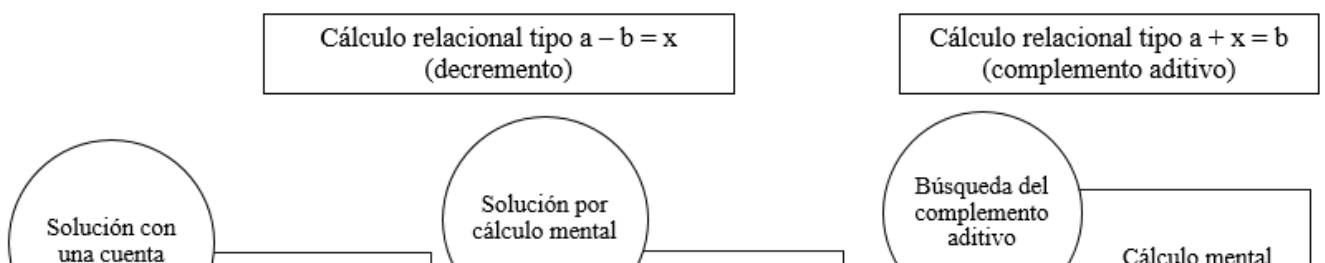 Cálculo relacional tipo a – b = x
(decremento)
Cálculo relacional tipo a + x = b
(complemento aditivo)
Solución con
una cuenta
Solución por
cálculo mental
Búsqueda del
complemento
aditivo
Cálculo mental